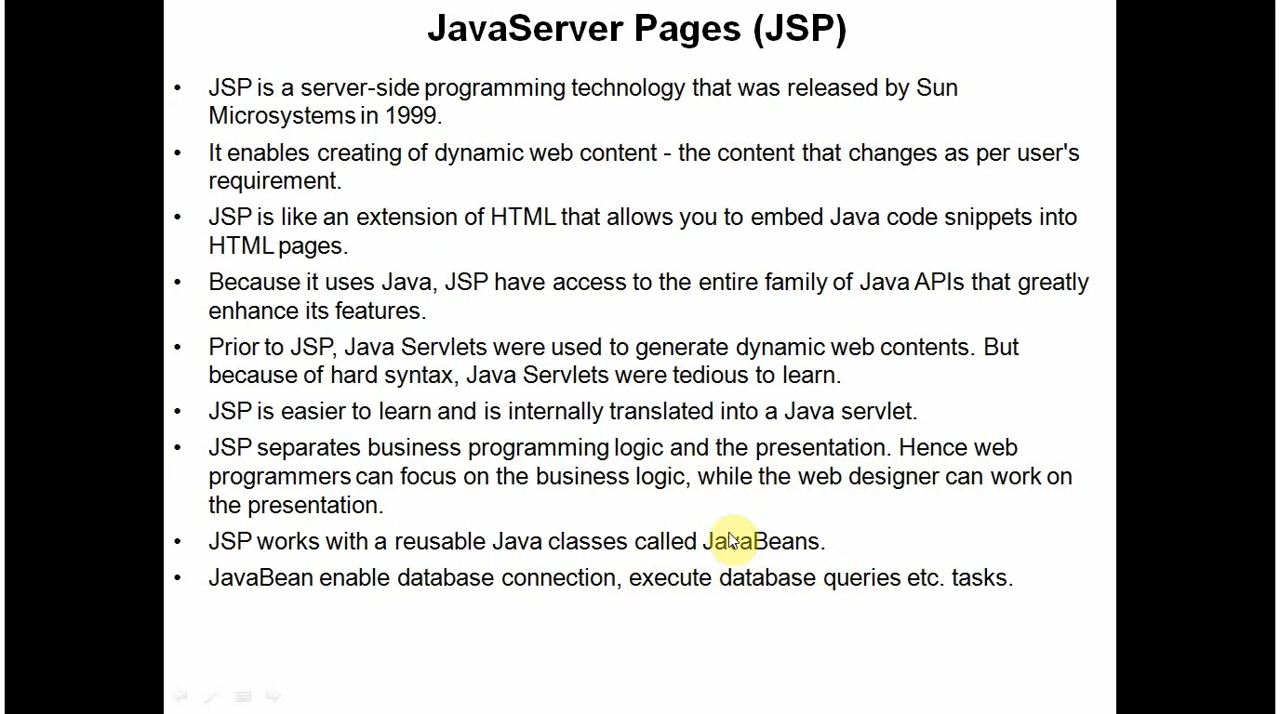 JavaServer Pages (JSP)
• JSP is a server-side programming technology that was released by Sun
Microsystems in 1999.
• It enables creating of dynamic web content - the content that changes as per user's
requirement.
• JSP is like an extension of HTML that allows you to embed Java code snippets into
HTML pages.
• Because it uses Java, JSP have access to the entire family of Java APIs that greatly
enhance its features.
• Prior to JSP, Java Servlets were used to generate dynamic web contents. But
because of hard syntax, Java Servlets were tedious to learn.
• JSP is easier to learn and is internally translated into a Java servlet.
• JSP separates business programming logic and the presentation. Hence web
programmers can focus on the business logic, while the web designer can work on
the presentation.
• JSP works with a reusable Java classes called JavaBeans.
• JavaBean enable database connection, execute database queries etc. tasks.